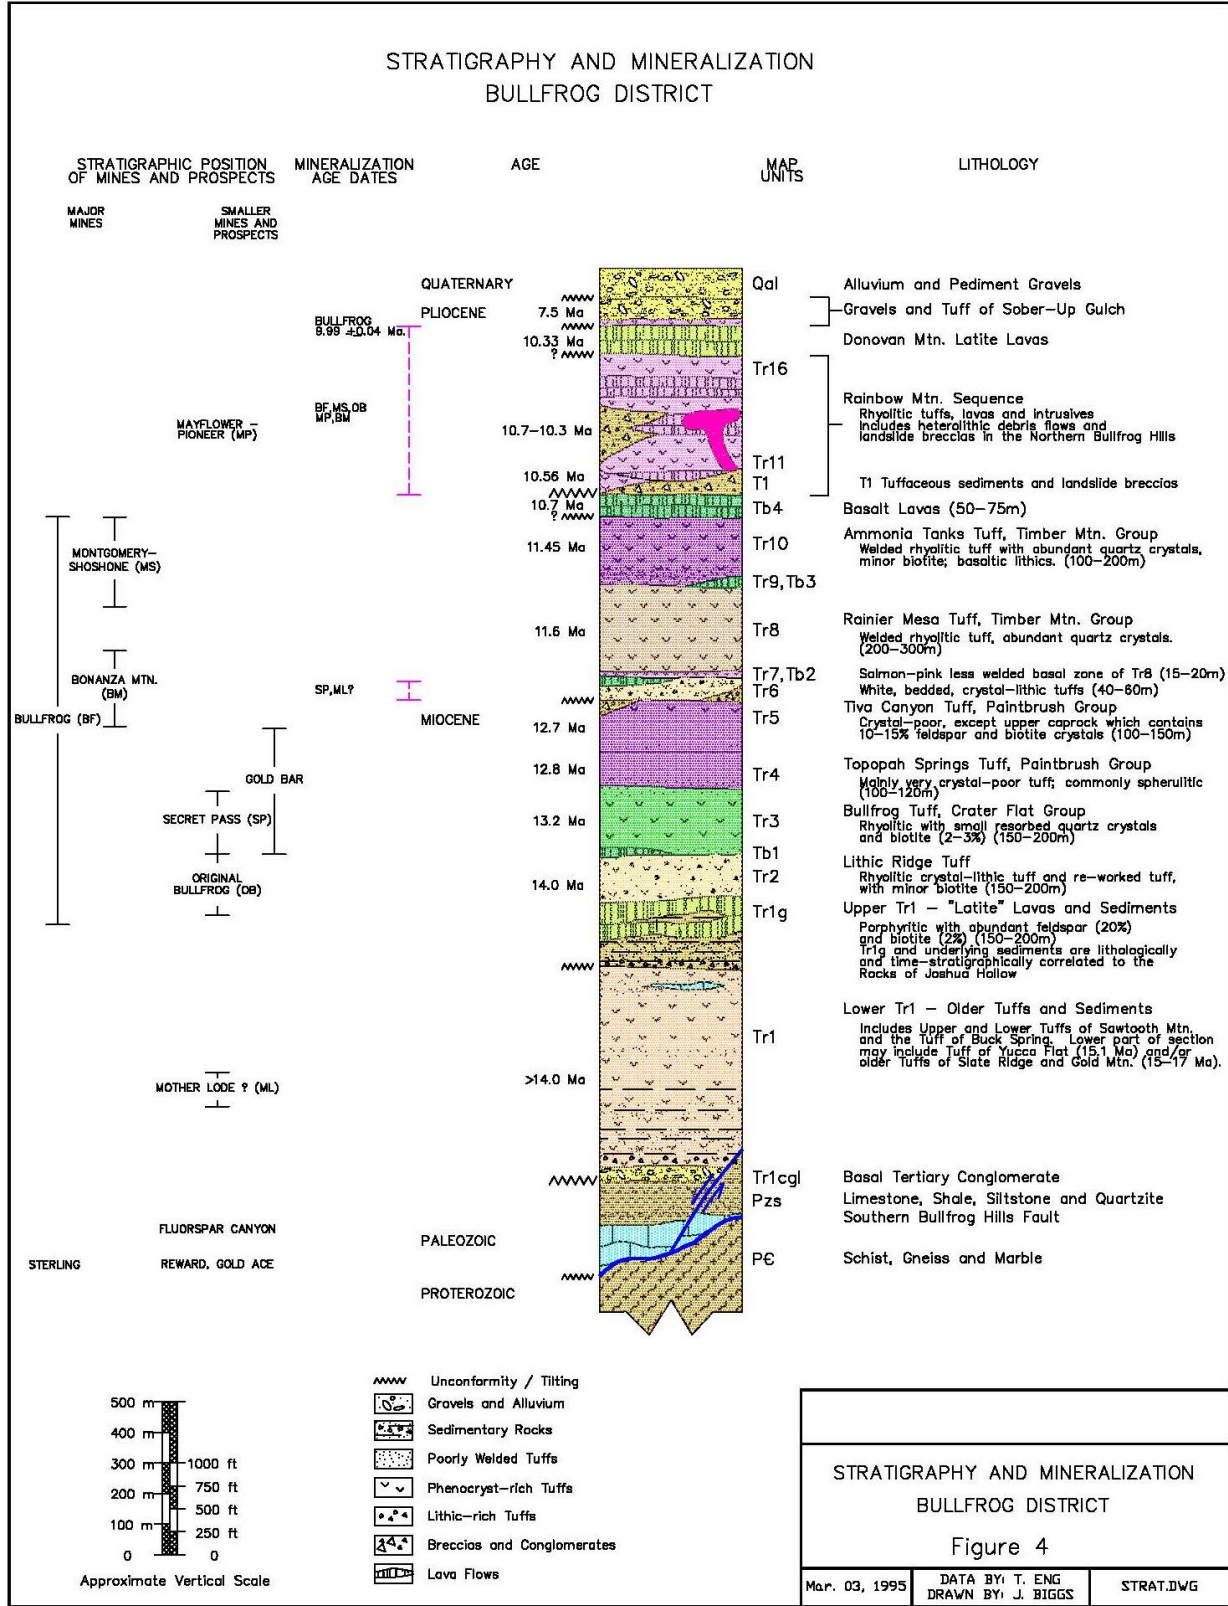 STRATIGRAPHY AND MINERALIZATION
BULLFROG DISTRICT
STRATIGRAPHIC POSITION
OF MINES AND PROSPECTS
MINERALIZATION
AGE DATES
AGE
MAP
UNITS
LITHOLOGY
MAJOR
MINES
SMALLER
MINES AND
PROSPECTS
QUATERNARY
Qal
Alluvium and Pediment Gravels
PLIOCENE
7.5 Ma
Gravels and Tuff of Sober-Up Gulch
BULLFROG
9.99 ±0.04 Ma.
10.33 Ma
Donovan Mtn. Latite Lavas
?
Tr16
Rainbow Mtn. Sequence
Rhyolitic tuffs, lavas and intrusives
includes heterolithic debris flows and
landslide breccias in the Northern Bullfrog Hills
BF,MS,OB
MP,BM
MAYFLOWER -
PIONEER (MP)
10.7-10.3 Ma
Tr11
10.56 Ma
T1
T1 Tuffaceous sediments and landslide breccias
10.7 Ma
Tb4
Basalt Lavas (50-75m)
?
Ammonia Tanks Tuff, Timber Mtn. Group
Welded rhyolitic tuff with abundant quartz crystals,
minor biotite; basaltic lithics. (100-200m)
MONTGOMERY-
SHOSHONE (MS)
11.45 Ma
Tr10
Tr9,Tb3
Rainier Mesa Tuff, Timber Mtn. Group
Welded rhyolitic tuff, abundant quartz crystals.
(200-300m)
11.6 Ma
Tr8
Tr7,Tb2
Salmon-pink less welded basal zone of Tr8 (15-20m)
BONANZA MTN.
(BM)
SP,ML?
Tr6
White, bedded, crystal-lithic tuffs (40-60m)
BULLFROG (BF)
MIOCENE
12.7 Ma
Tr5
Tiva Canyon Tuff, Paintbrush Group
Crystal-poor, except upper caprock which contains
10-15% feldspar and biotite crystals (100-150m)
GOLD BAR
12.8 Ma
Tr4
Topopah Springs Tuff, Paintbrush Group
Mainly very crystal-poor tuff; commonly spherulitic
(100-120m)
SECRET PASS (SP)
13.2 Ma
Tr3
Bullfrog Tuff, Crater Flat Group
Rhyolitic with small resorbed quartz crystals
and biotite (2-3%) (150-200m)
Tb1
Lithic Ridge Tuff
Rhyolitic crystal-lithic tuff and re-worked tuff,
with minor biotite (150-200m)
ORIGINAL
BULLFROG (OB)
14.0 Ma
Tr2
Tr1g
Upper Tr1 - "Latite" Lavas and Sediments
Porphyritic with abundant feldspar (20%)
and biotite (2%) (150-200m)
Tr1g and underlying sediments are lithologically
and time-stratigraphically correlated to the
Rocks of Joshua Hollow
Lower Tr1 - Older Tuffs and Sediments
Includes Upper and Lower Tuffs of Sawtooth Mtn.
and the Tuff of Buck Spring. Lower part of section
may include Tuff of Yucca Flat (15.1 Ma) and/or
older Tuffs of Slate Ridge and Gold Mtn. (15-17 Ma).
Tr1
MOTHER LODE ? (ML)
>14.0 Ma
Tr1cgl
Basal Tertiary Conglomerate
Pzs
Limestone, Shale, Siltstone and Quartzite
Southern Bullfrog Hills Fault
FLUORSPAR CANYON
PALEOZOIC
STERLING
REWARD, GOLD ACE
P€
Schist, Gneiss and Marble
PROTEROZOIC
500 m
400 m
300 m
200 m
100 m
0
1000 ft
750 ft
500 ft
250 ft
0
Approximate Vertical Scale
Unconformity / Tilting
Gravels and Alluvium
Sedimentary Rocks
Poorly Welded Tuffs
Phenocryst-rich Tuffs
Lithic-rich Tuffs
Breccias and Conglomerates
Lava Flows
STRATIGRAPHY AND MINERALIZATION
BULLFROG DISTRICT
Figure 4
Mar. 03, 1995
DATA BY: T. ENG
DRAWN BY: J. BIGGS
STRAT.DWG